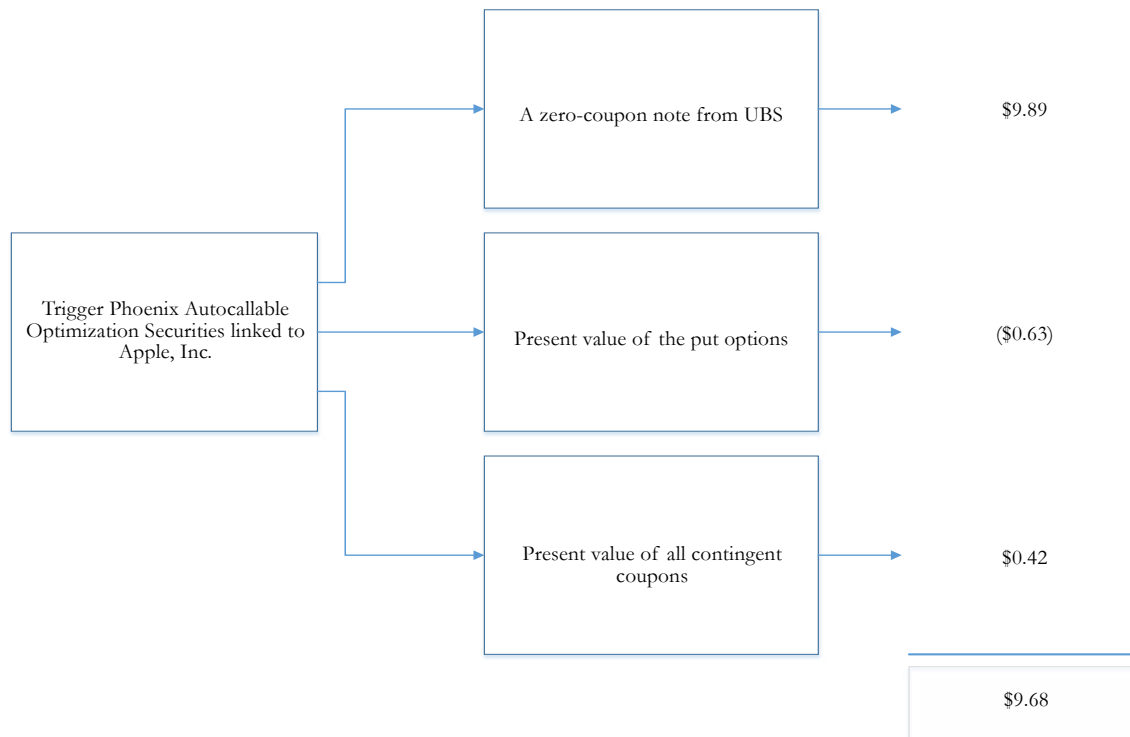 A zero-coupon note from UBS
$9.89
Trigger Phoenix Autocallable
Optimization Securities linked to
Apple, Inc.
Present value of the put options
($0.63)
Present value of all contingent
coupons
$0.42
$9.68